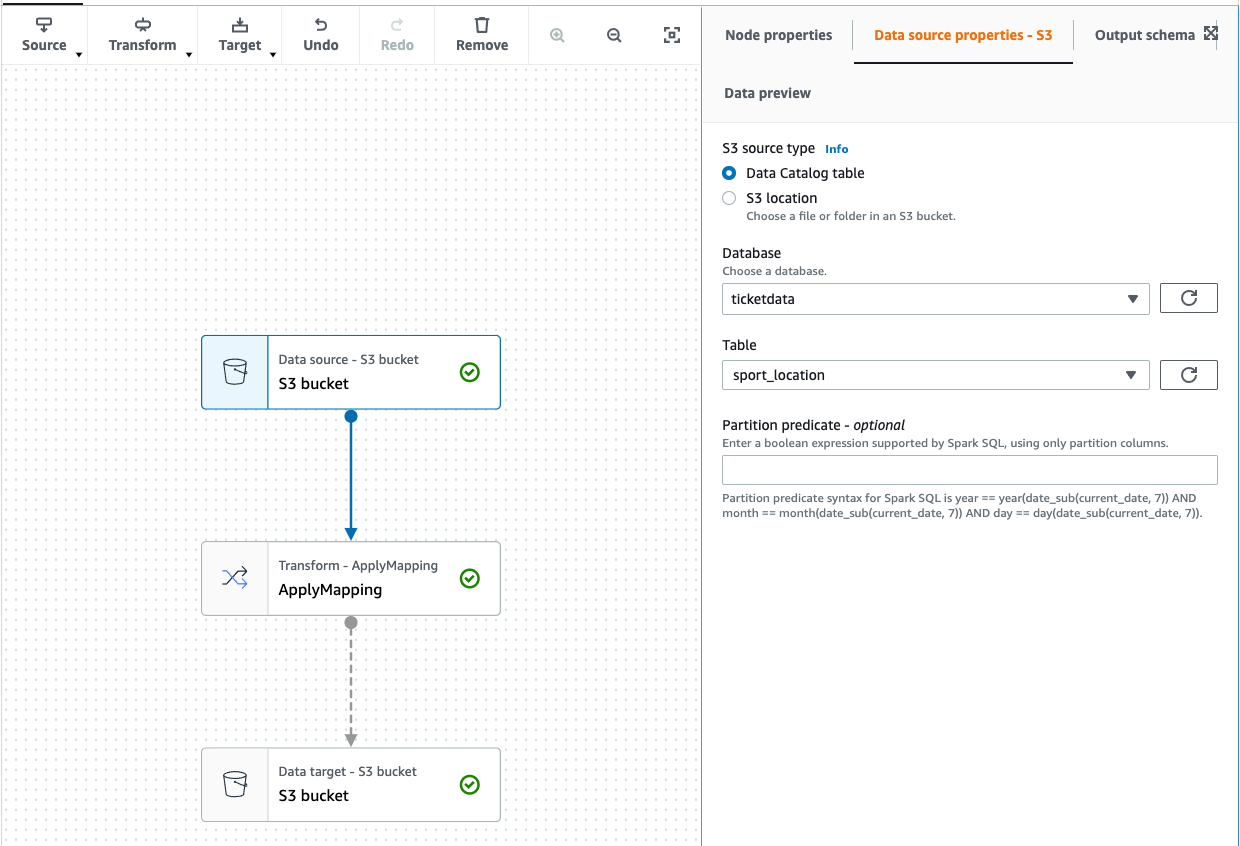 Source
Transform
Target
Undo
Redo
Remove
Node properties
Data source properties - S3
Output schema
Data preview
S3 source type Info
Data Catalog table
S3 location
Choose a file or folder in an S3 bucket.
Database
Choose a database.
ticketdata
Table
sport_location
Partition predicate - optional
Enter a boolean expression supported by Spark SQL, using only partition columns.
Partition predicate syntax for Spark SQL is year == year(date_sub(current_date, 7)) AND
month == month(date_sub(current_date, 7)) AND day == day(date_sub(current_date, 7)).
Data source - S3 bucket
S3 bucket
Transform - ApplyMapping
ApplyMapping
Data target - S3 bucket
S3 bucket